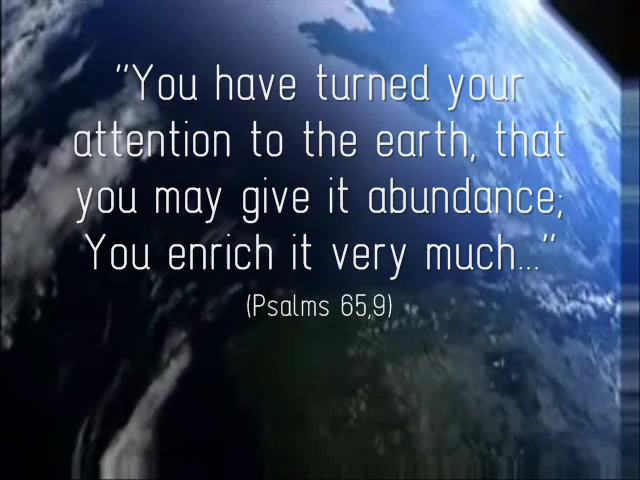 "You have turned your
attention to the earth, that
you may give it abundance;
You enrich it very much..."
(Psalms 65,9)